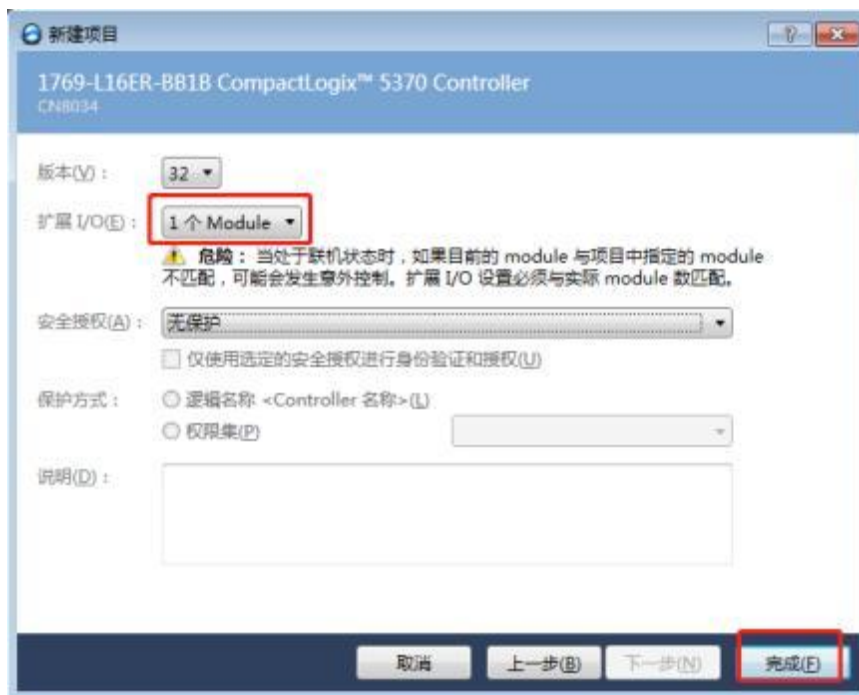 新建项目
1769-L16ER-BB1B CompactLogix™ 5370 Controller
CN8034
版本(V)：
32
扩展 I/O(E)：
1 个 Module
危险：当处于联机状态时，如果目前的 module 与项目中指定的 module
不匹配，可能会发生意外控制。扩展 I/O 设置必须与实际 module 数匹配。
安全授权(A)：
无保护
仅使用选定的安全授权进行身份验证和授权(U)
保护方式：
逻辑名称 <Controller 名称>(L)
权限集(P)
说明(D)：
取消
上一步(B)
下一步(N)
完成(F)